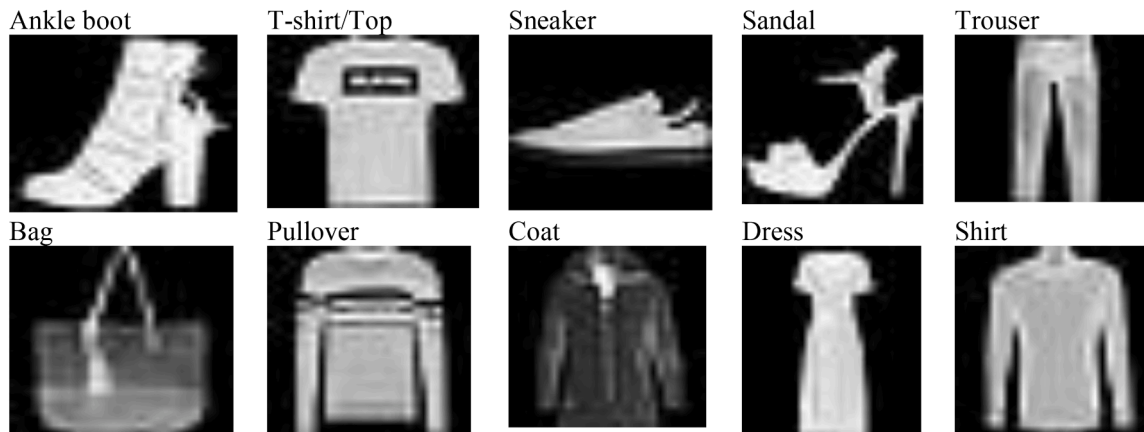 Ankle boot
T-shirt/Top
Sneaker
Sandal
Trouser
Bag
Pullover
Coat
Dress
Shirt